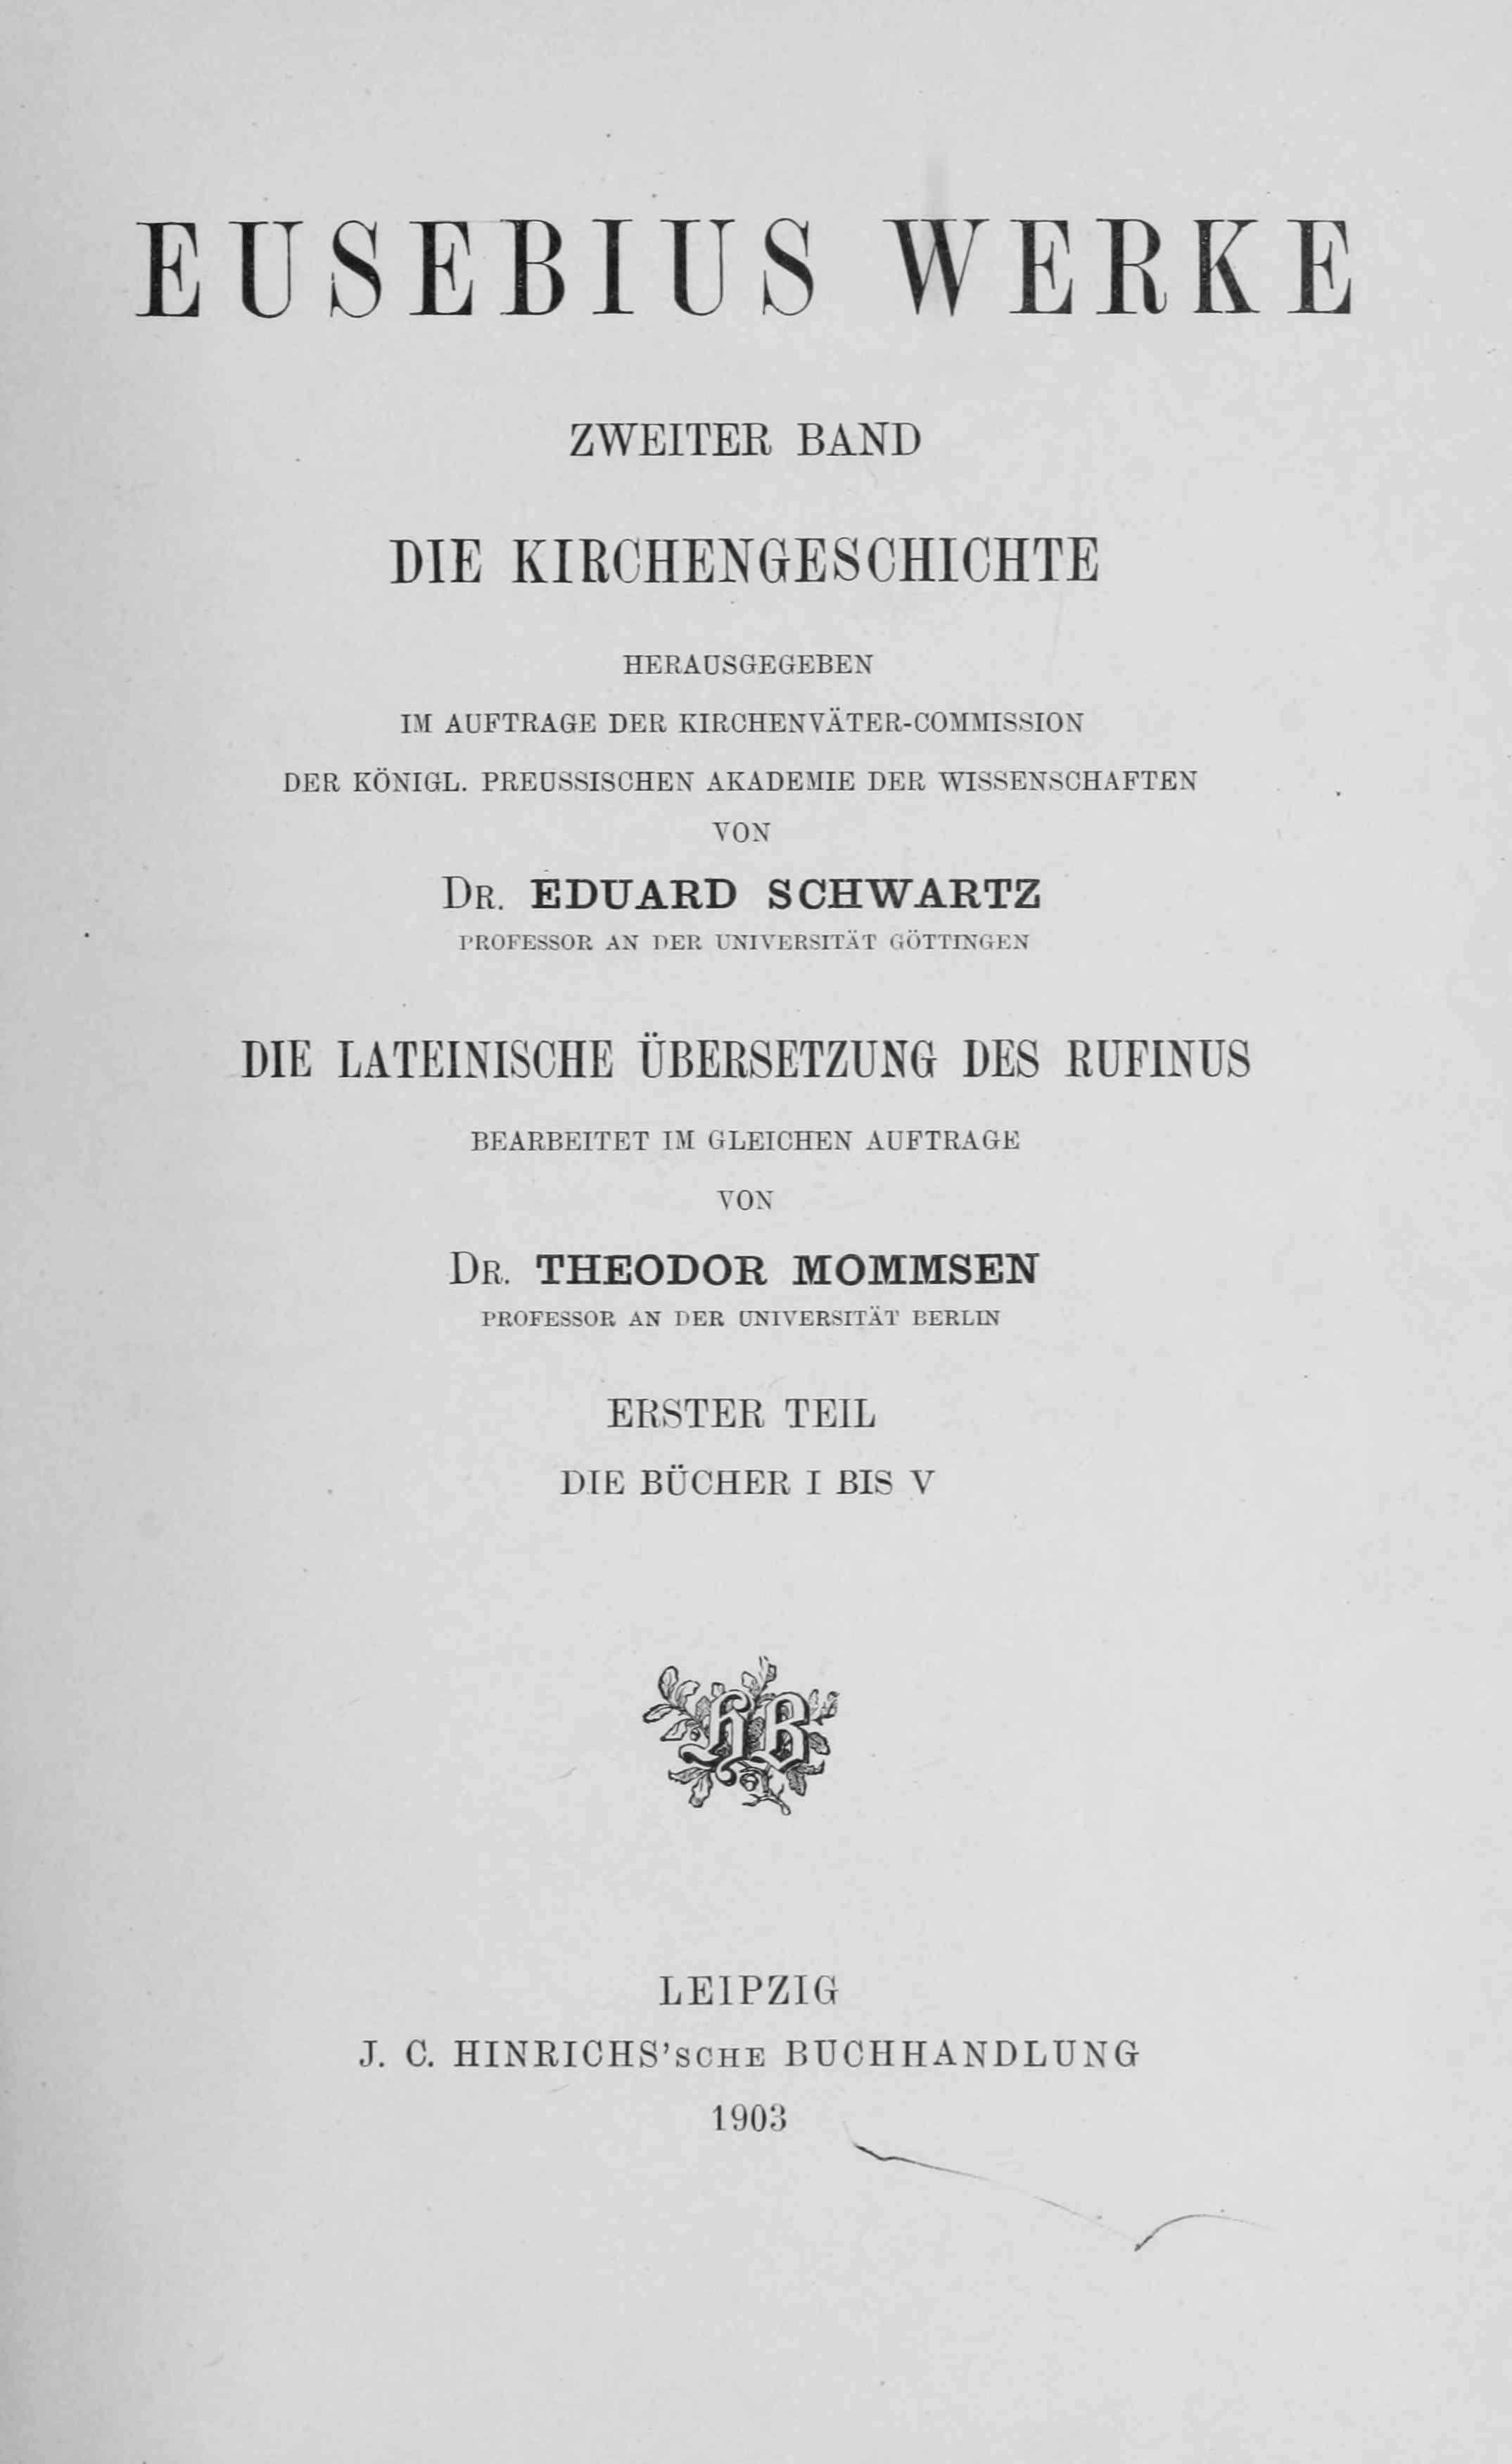 EUSEBIUS WERKE
ZWEITER BAND
DIE KIRCHENGESCHICHTE
HERAUSGEGEBEN
IM AUFTRAGE DER KIRCHENVÄTER-COMMISSION
DER KÖNIGL. PREUSSISCHEN AKADEMIE DER WISSENSCHAFTEN
VON
DR. EDUARD SCHWARTZ
PROFESSOR AN DER UNIVERSITÄT GÖTTINGEN
DIE LATEINISCHE ÜBERSETZUNG DES RUFINUS
BEARBEITET IM GLEICHEN AUFTRAGE
VON
DR. THEODOR MOMMSEN
PROFESSOR AN DER UNIVERSITÄT BERLIN
ERSTER TEIL
DIE BÜCHER I BIS V
HB
LEIPZIG
J. C. HINRICHS'SCHE BUCHHANDLUNG
1903